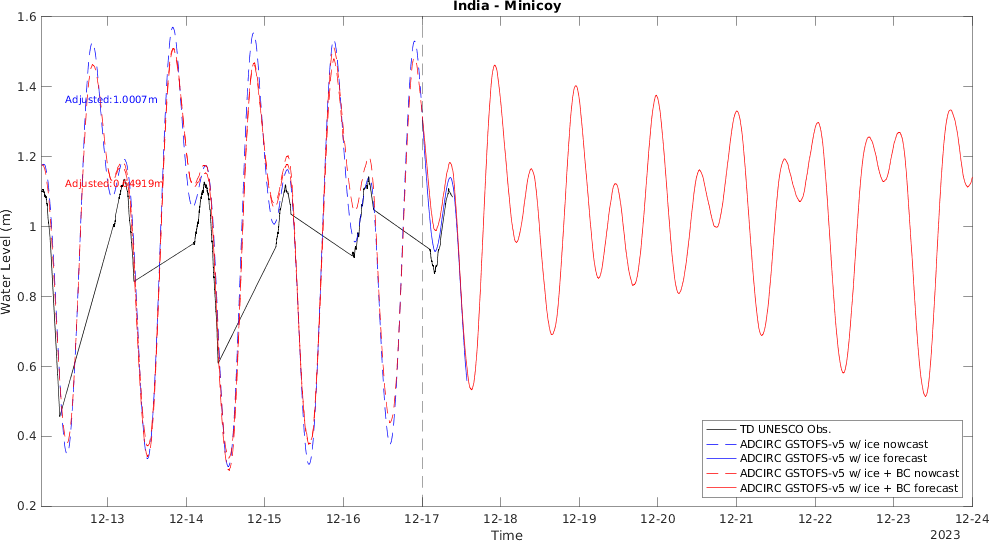 India - Minicoy
1.6
1.4
1.2
1
0.8
0.6
0.4
0.2
Water Level (m)
Adjusted:1.0007m
TD UNESCO Obs.
ADCIRC GSTOFS-v5 w/ ice nowcast
ADCIRC GSTOFS-v5 w/ ice forecast
ADCIRC GSTOFS-v5 w/ ice + BC nowcast
ADCIRC GSTOFS-v5 w/ ice + BC forecast
12-13 12-14 12-15 12-16 12-17 12-18 12-19 12-20 12-21 12-22 12-23 12-24
Time
2023